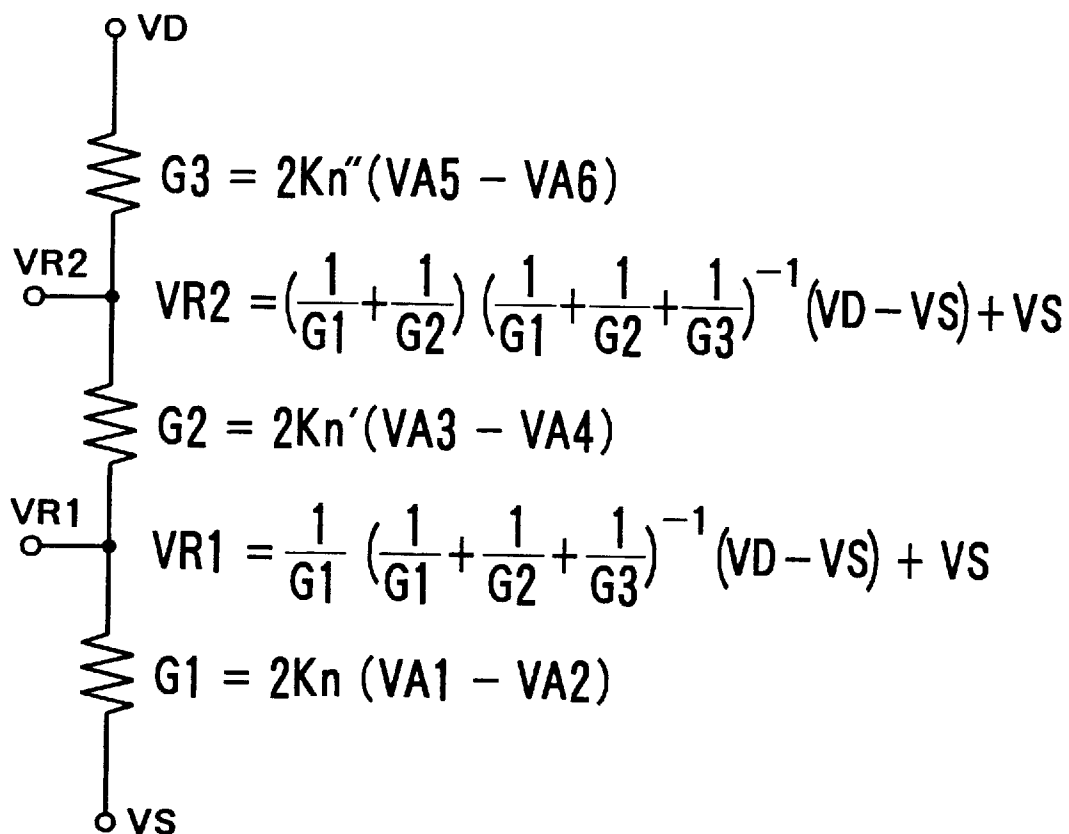 VD
G3 = 2Kn″(VA5 − VA6)
VR2
VR2 = (1/G1 + 1/G2) (1/G1 + 1/G2 + 1/G3)⁻¹ (VD − VS) + VS
G2 = 2Kn′(VA3 − VA4)
VR1
VR1 = 1/G1 (1/G1 + 1/G2 + 1/G3)⁻¹ (VD − VS) + VS
G1 = 2Kn (VA1 − VA2)
VS